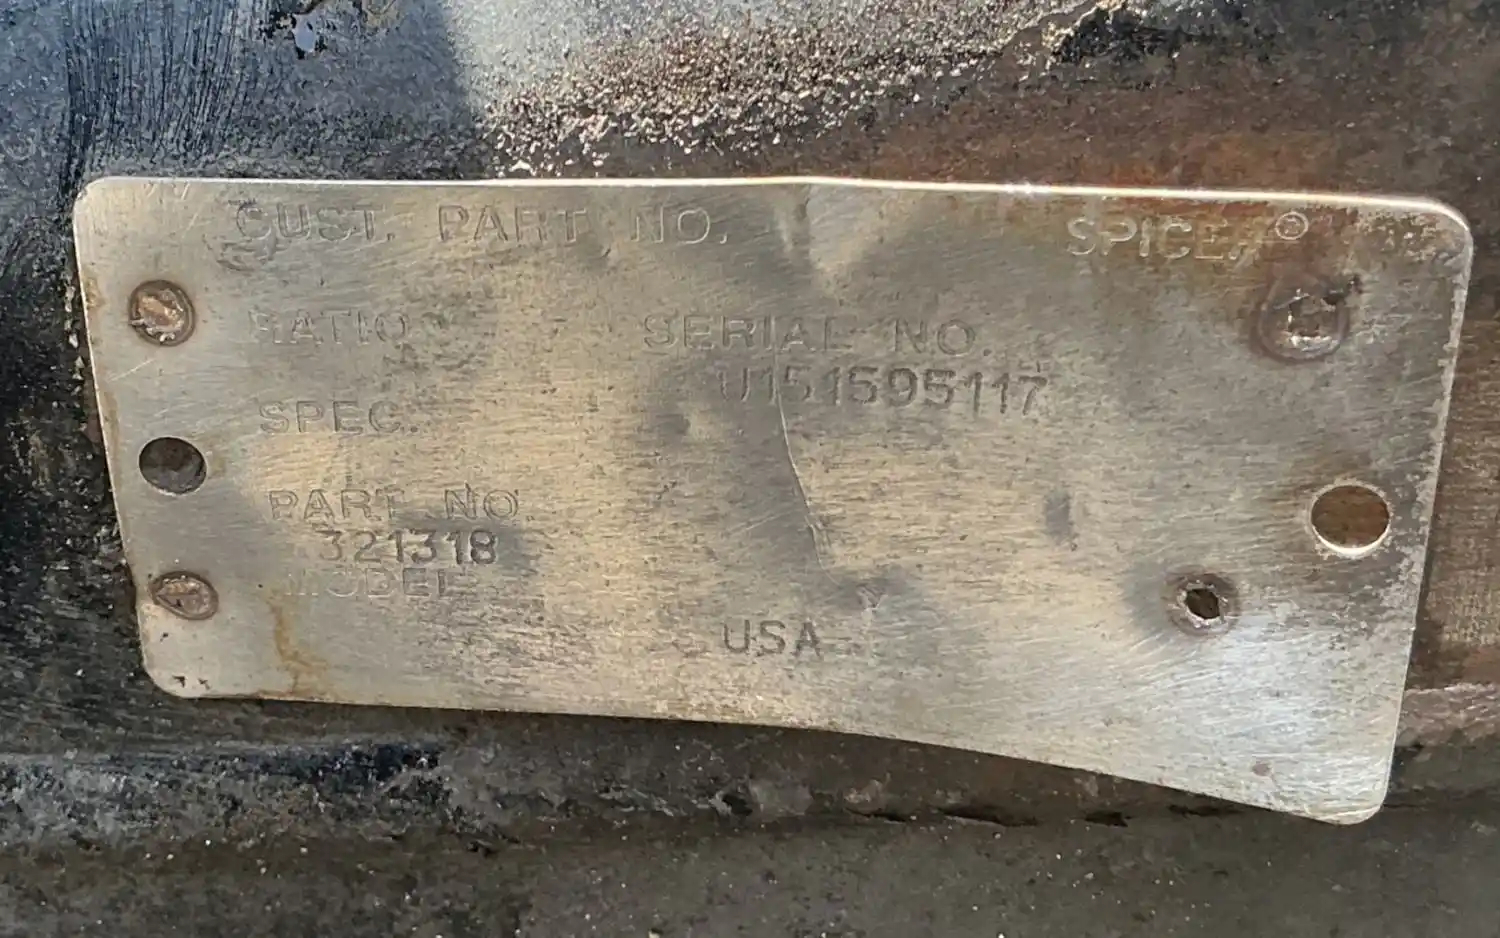 CUST. PART NO. SPICER®
RATIO SERIAL NO.
U151595117
SPEC.
PART NO.
321318
MODEL
USA